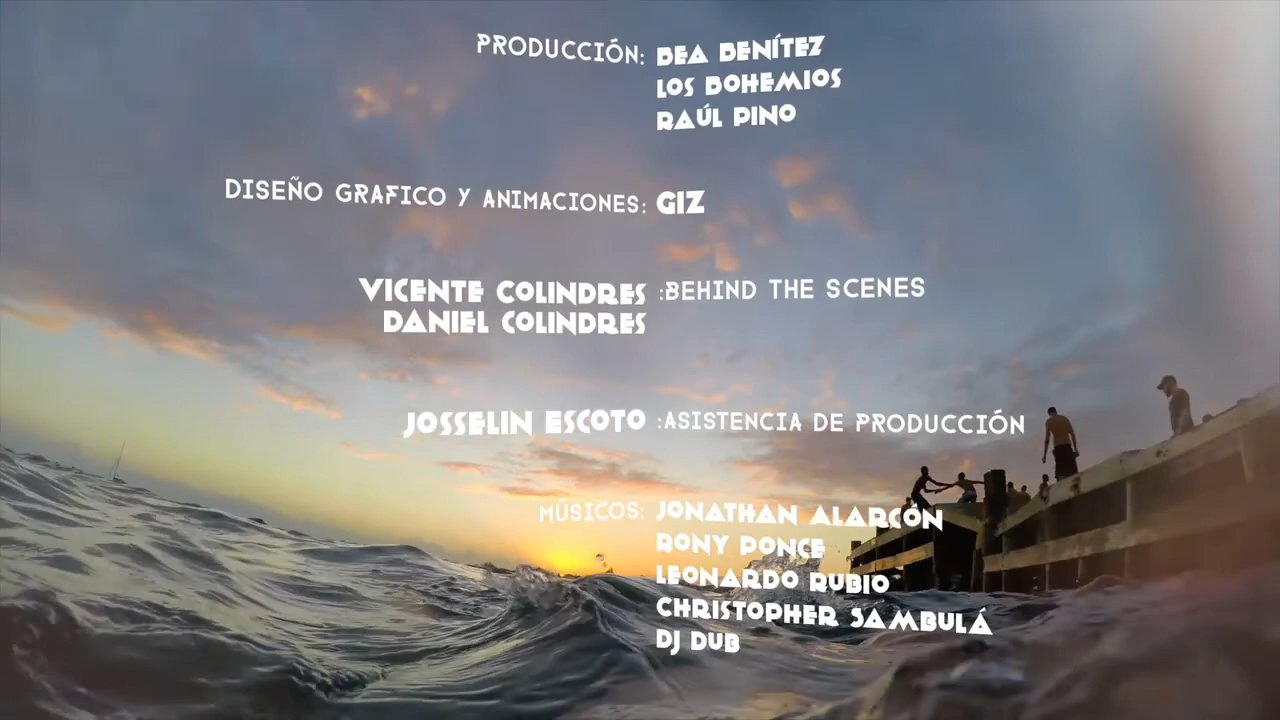 PRODUCCIÓN: BEA BENÍTEZ
LOS BOHEMIOS
RAÚL PINO
DISEÑO GRAFICO Y ANIMACIONES: GIZ
VICENTE COLINDRES :BEHIND THE SCENES
DANIEL COLINDRES
JOSSELIN ESCOTO :ASISTENCIA DE PRODUCCIÓN
MÚSICOS: JONATHAN ALARCÓN
RONY PONCE
LEONARDO RUBIO
CHRISTOPHER SAMBULÁ
DJ DUB